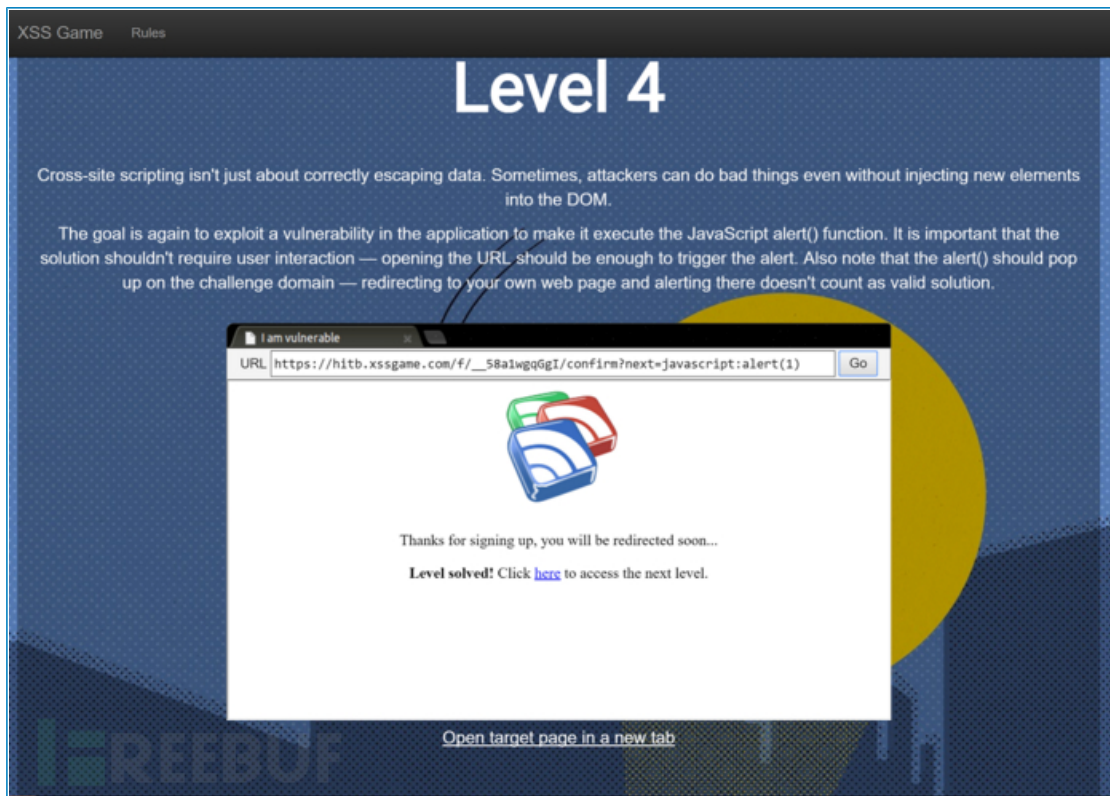 XSS Game Rules
Level 4
Cross-site scripting isn't just about correctly escaping data. Sometimes, attackers can do bad things even without injecting new elements
into the DOM.
The goal is again to exploit a vulnerability in the application to make it execute the JavaScript alert() function. It is important that the
solution shouldn't require user interaction — opening the URL should be enough to trigger the alert. Also note that the alert() should pop
up on the challenge domain — redirecting to your own web page and alerting there doesn't count as valid solution.
I am vulnerable
URL https://hitb.xssgame.com/f/__58a1wgqGgI/confirm?next=javascript:alert(1) Go
Thanks for signing up, you will be redirected soon...
Level solved! Click here to access the next level.
Open target page in a new tab
FREEBUF